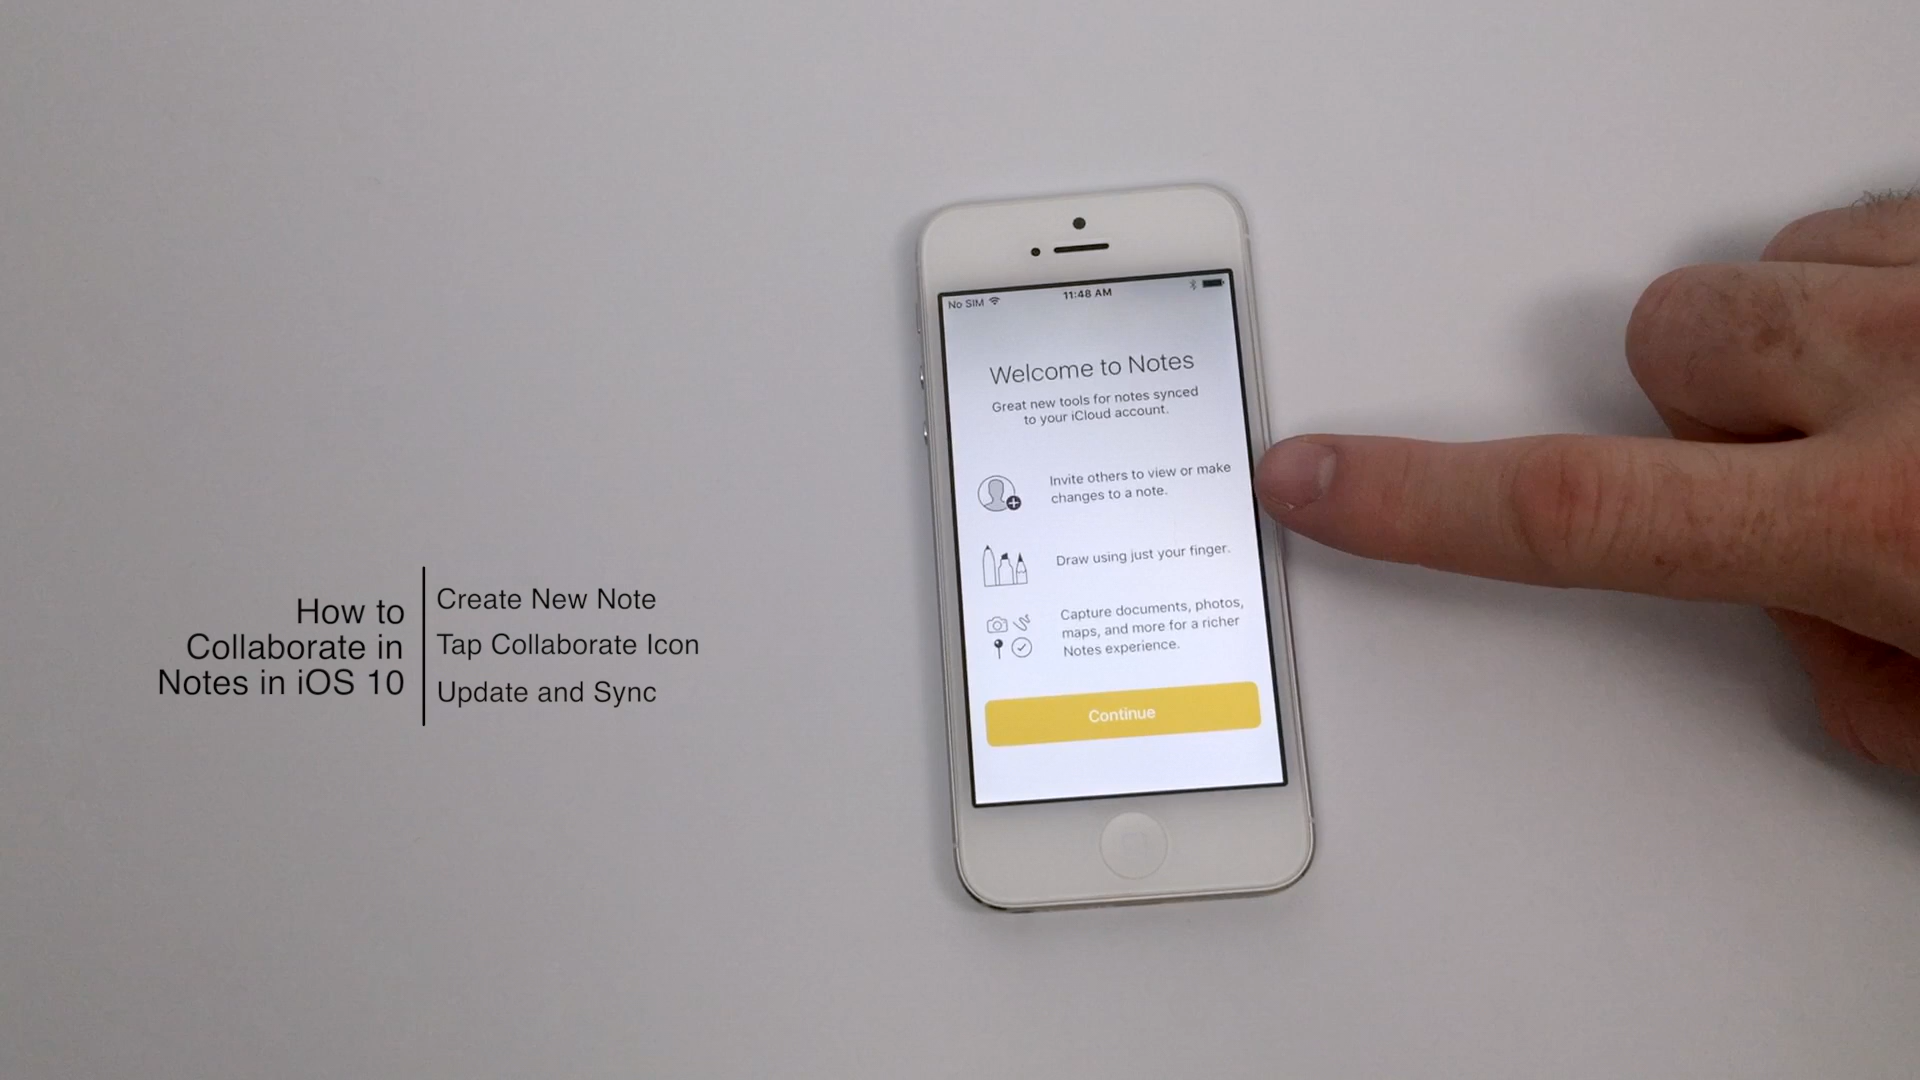 How to
Collaborate in
Notes in iOS 10
Create New Note
Tap Collaborate Icon
Update and Sync
No SIM
11:48 AM
Welcome to Notes
Great new tools for notes synced
to your iCloud account.
Invite others to view or make
changes to a note.
Draw using just your finger.
Capture documents, photos,
maps, and more for a richer
Notes experience.
Continue